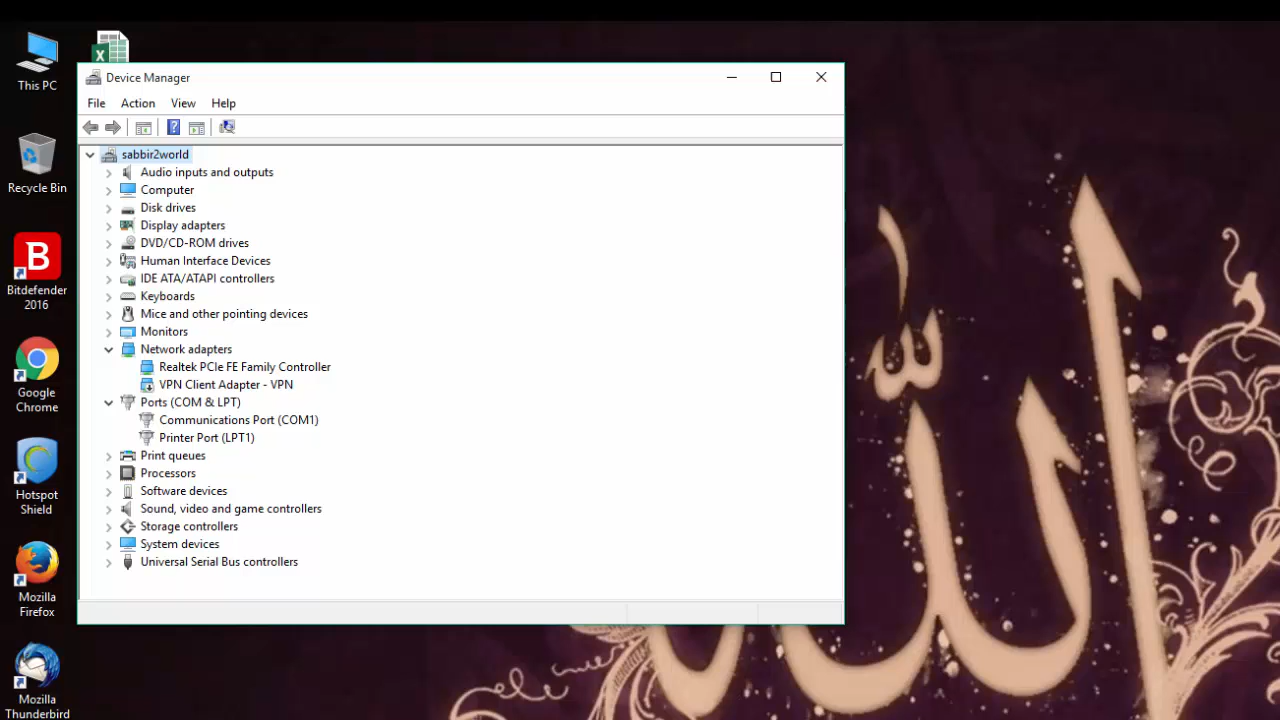 This PC
Recycle Bin
B
Bitdefender
2016
Google
Chrome
Hotspot
Shield
Mozilla
Firefox
Mozilla
Thunderbird
X
Device Manager
File Action View Help
?
sabbir2world
Audio inputs and outputs
Computer
Disk drives
Display adapters
DVD/CD-ROM drives
Human Interface Devices
IDE ATA/ATAPI controllers
Keyboards
Mice and other pointing devices
Monitors
Network adapters
Realtek PCIe FE Family Controller
VPN Client Adapter - VPN
Ports (COM & LPT)
Communications Port (COM1)
Printer Port (LPT1)
Print queues
Processors
Software devices
Sound, video and game controllers
Storage controllers
System devices
Universal Serial Bus controllers
الله